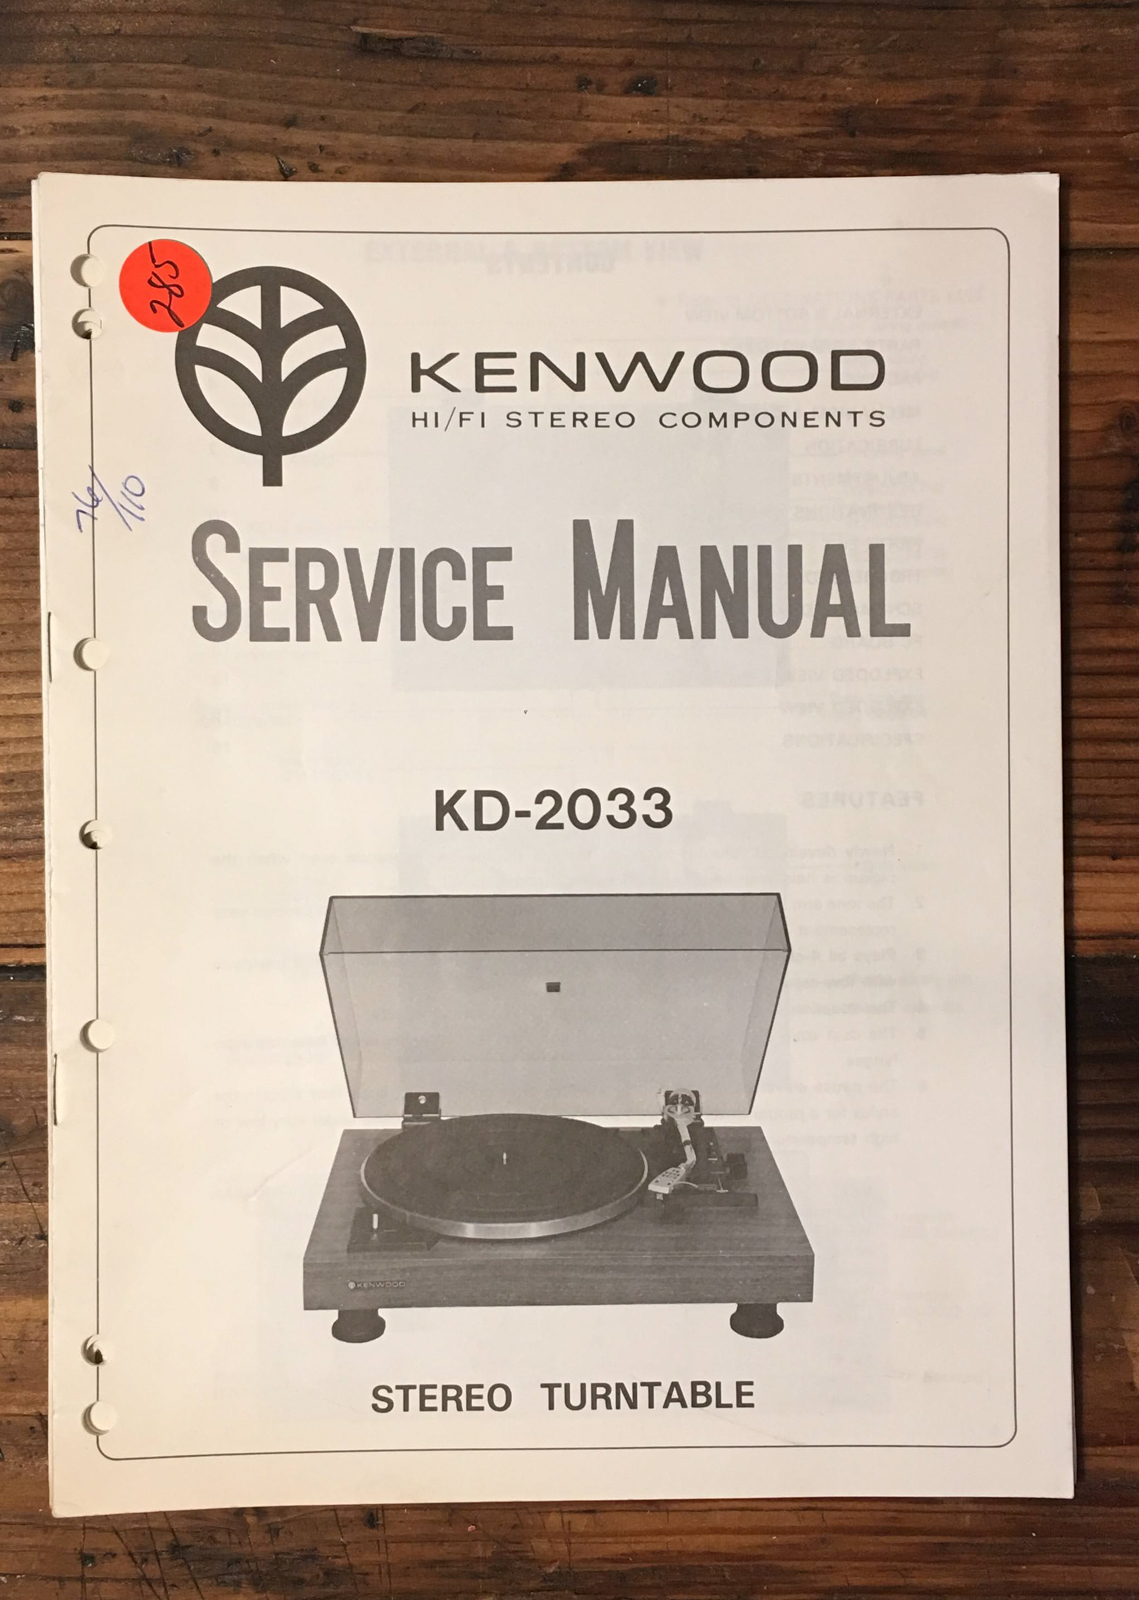 285
KENWOOD
HI/FI STEREO COMPONENTS
76/110
SERVICE MANUAL
KD-2033
KENWOOD
STEREO TURNTABLE